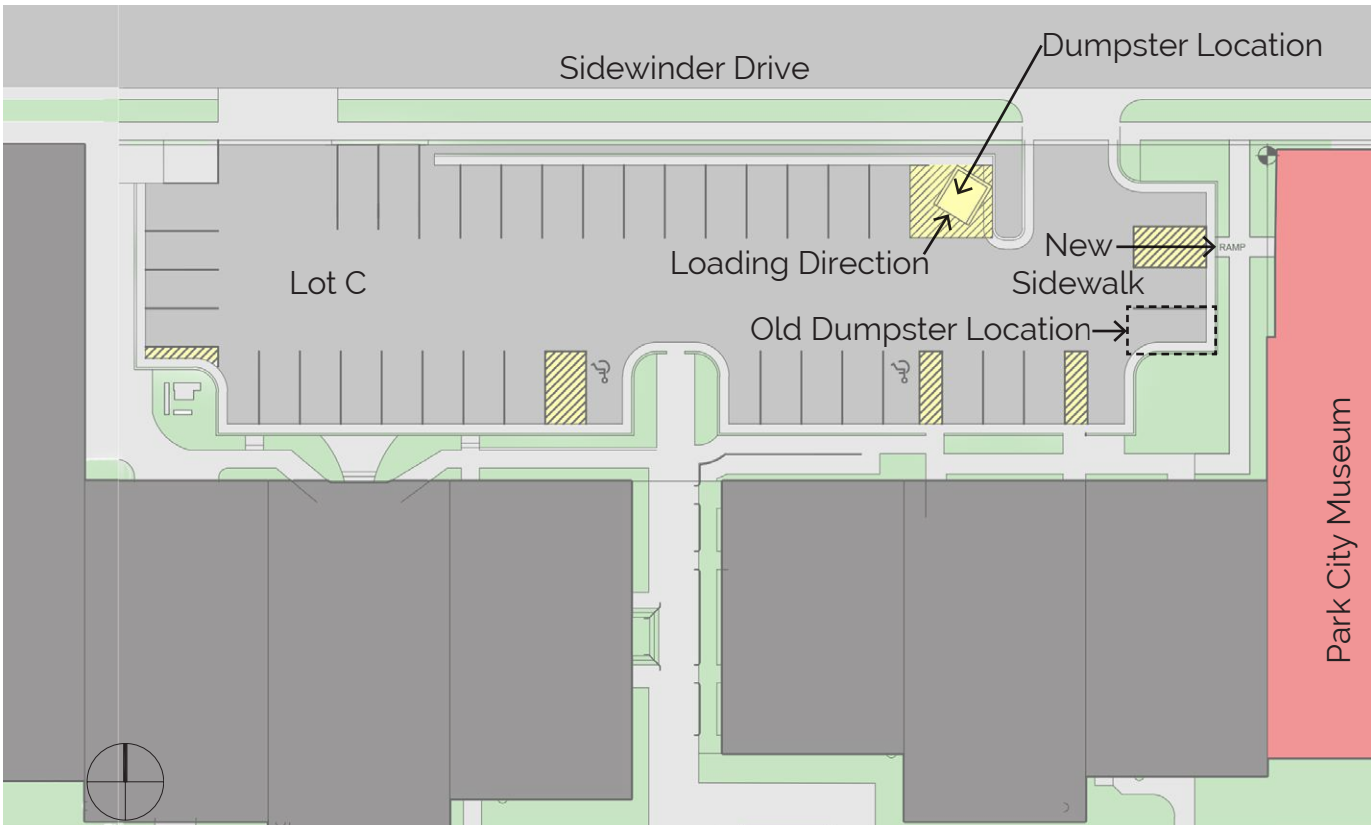 Dumpster Location
Sidewinder Drive
Loading Direction
New
Sidewalk
RAMP
Lot C
Old Dumpster Location
Park City Museum